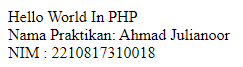 Hello World In PHP
Nama Praktikan: Ahmad Julianoor
NIM : 2210817310018